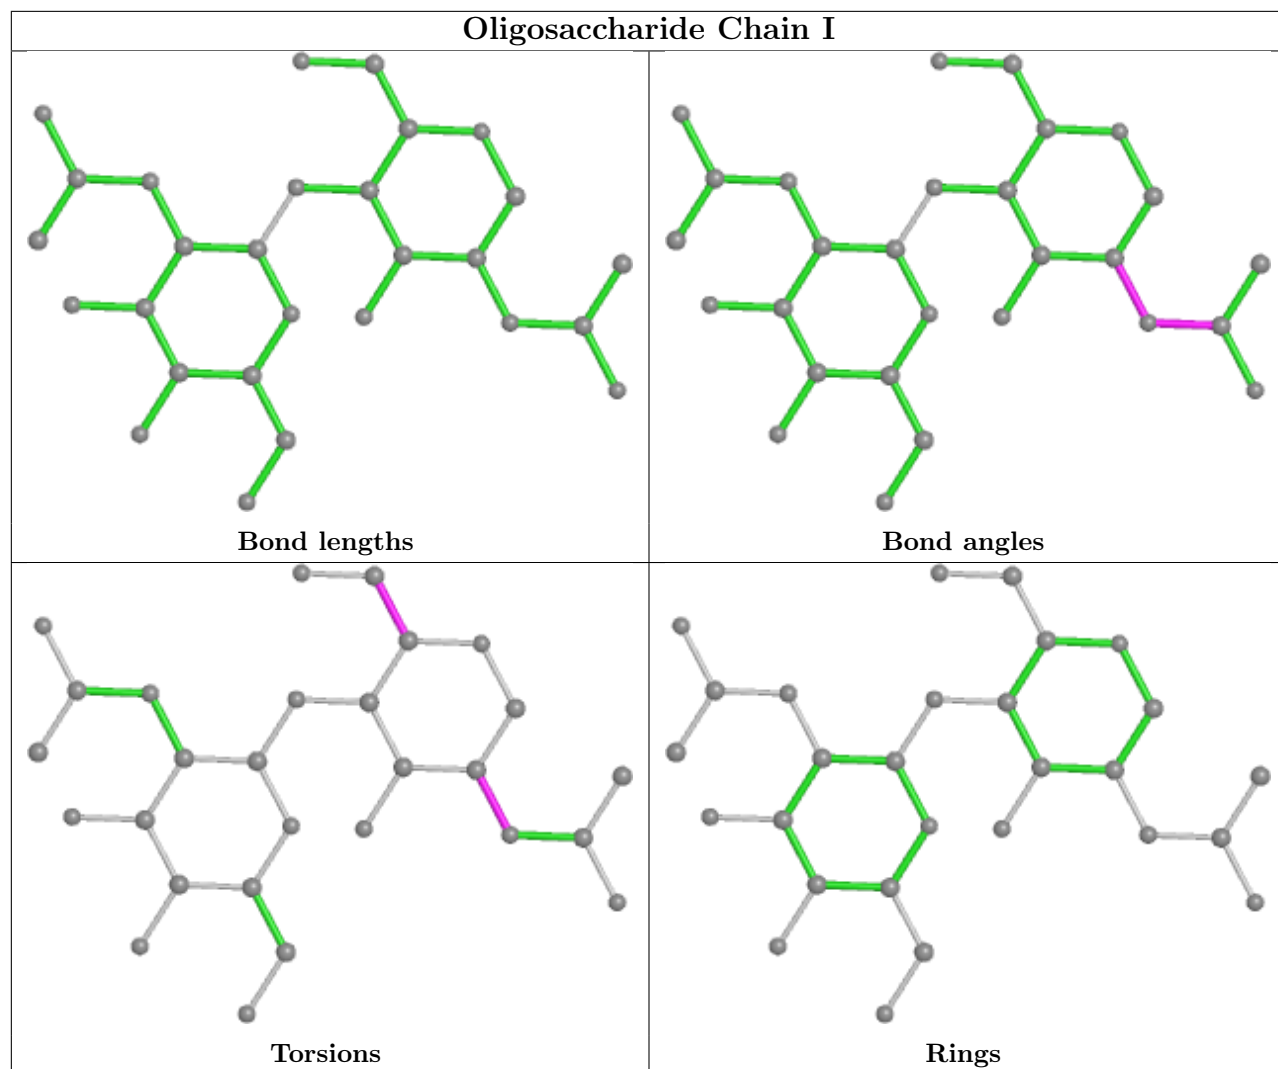 Oligosaccharide Chain I
Bond lengths
Bond angles
Torsions
Rings